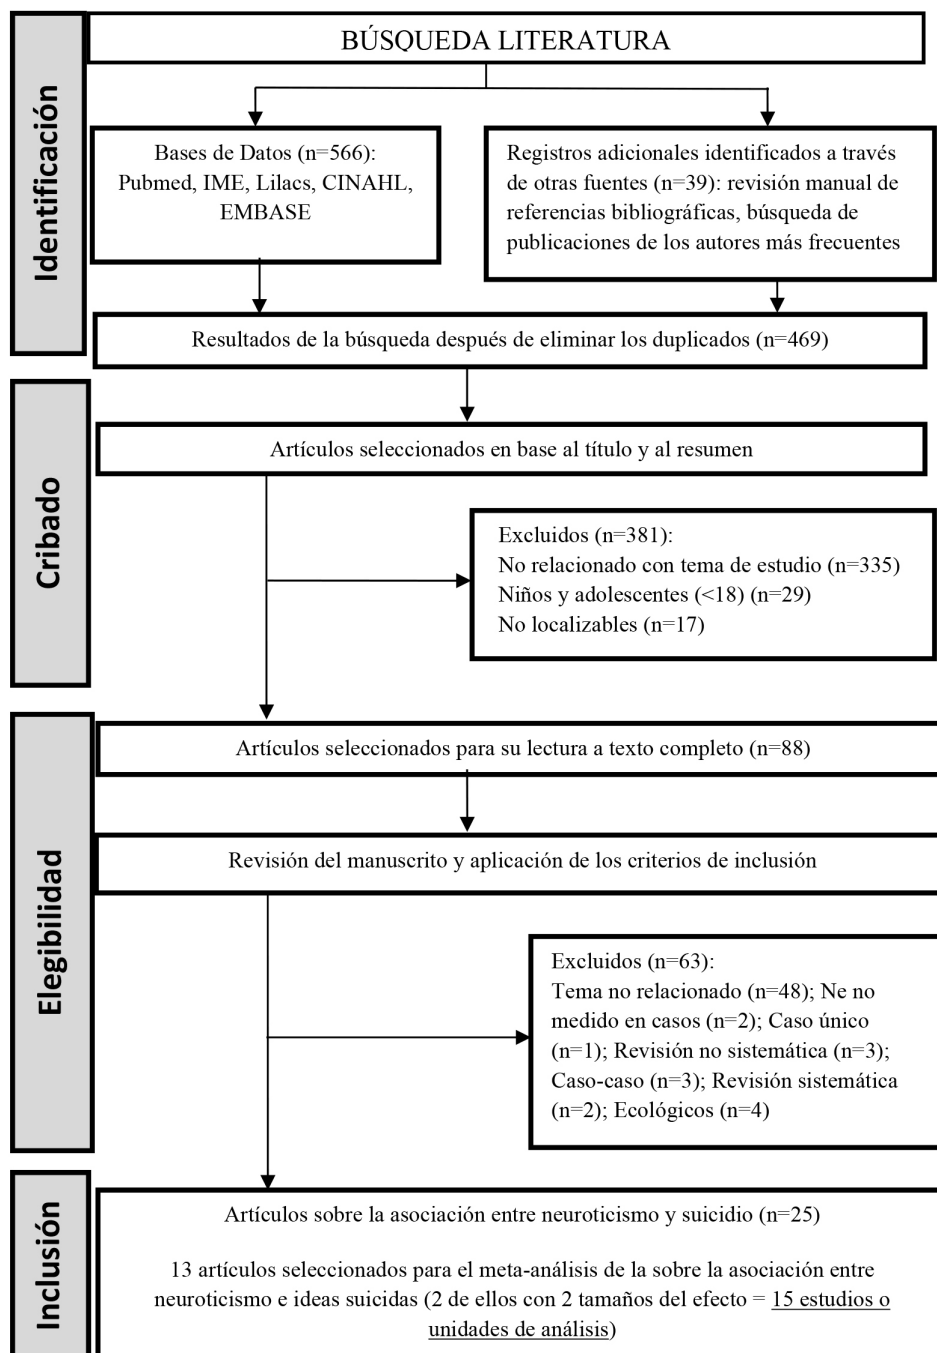 BÚSQUEDA LITERATURA
Identificación
Bases de Datos (n=566):
Pubmed, IME, Lilacs, CINAHL,
EMBASE
Registros adicionales identificados a través
de otras fuentes (n=39): revisión manual de
referencias bibliográficas, búsqueda de
publicaciones de los autores más frecuentes
Resultados de la búsqueda después de eliminar los duplicados (n=469)
Cribado
Artículos seleccionados en base al título y al resumen
Excluidos (n=381):
No relacionado con tema de estudio (n=335)
Niños y adolescentes (<18) (n=29)
No localizables (n=17)
Elegibilidad
Artículos seleccionados para su lectura a texto completo (n=88)
Revisión del manuscrito y aplicación de los criterios de inclusión
Excluidos (n=63):
Tema no relacionado (n=48); Ne no
medido en casos (n=2); Caso único
(n=1); Revisión no sistemática (n=3);
Caso-caso (n=3); Revisión sistemática
(n=2); Ecológicos (n=4)
Inclusión
Artículos sobre la asociación entre neuroticismo y suicidio (n=25)
13 artículos seleccionados para el meta-análisis de la sobre la asociación entre
neuroticismo e ideas suicidas (2 de ellos con 2 tamaños del efecto = 15 estudios o
unidades de análisis)